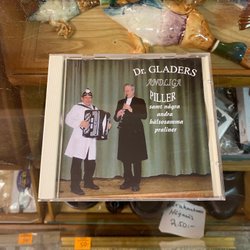 Dr. GLADERS
ANDLIGA
PILLER
samt några
andra
hälsosamma
praliner